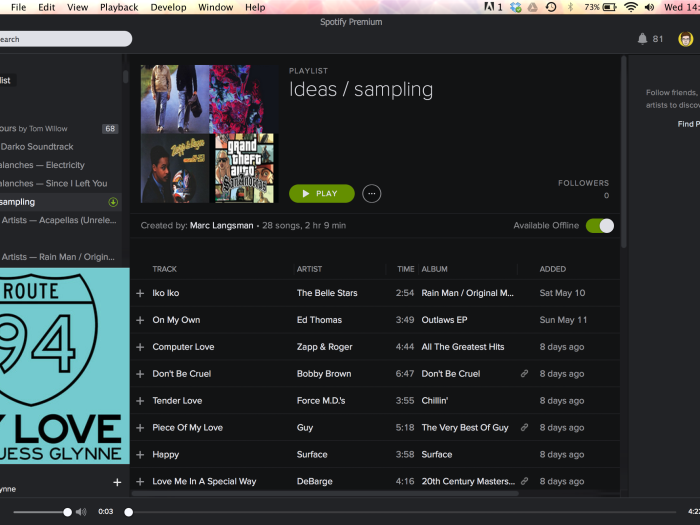 File Edit View Playback Develop Window Help
1 73% Wed 14:
Spotify Premium
earch
81
list
ours by Tom Willow 68
Darko Soundtrack
alanches — Electricity
alanches — Since I Left You
sampling
Artists — Acapellas (Unrele...
Artists — Rain Man / Origin...
ROUTE
94
Y LOVE
JESS GLYNNE
ynne
PLAYLIST
Ideas / sampling
Zapp & Roger
grand theft auto
San Andreas
PLAY
FOLLOWERS
0
Created by: Marc Langsman • 28 songs, 2 hr 9 min
Available Offline
TRACK ARTIST TIME ALBUM ADDED
Iko Iko The Belle Stars 2:54 Rain Man / Original M... Sat May 10
On My Own Ed Thomas 3:49 Outlaws EP Sun May 11
Computer Love Zapp & Roger 4:44 All The Greatest Hits 8 days ago
Don't Be Cruel Bobby Brown 6:47 Don't Be Cruel 8 days ago
Tender Love Force M.D.'s 3:55 Chillin' 8 days ago
Piece Of My Love Guy 5:18 The Very Best Of Guy 8 days ago
Happy Surface 3:58 Surface 8 days ago
Love Me In A Special Way DeBarge 4:16 20th Century Masters... 8 days ago
Follow friends,
artists to discov
Find P
0:03
4:2